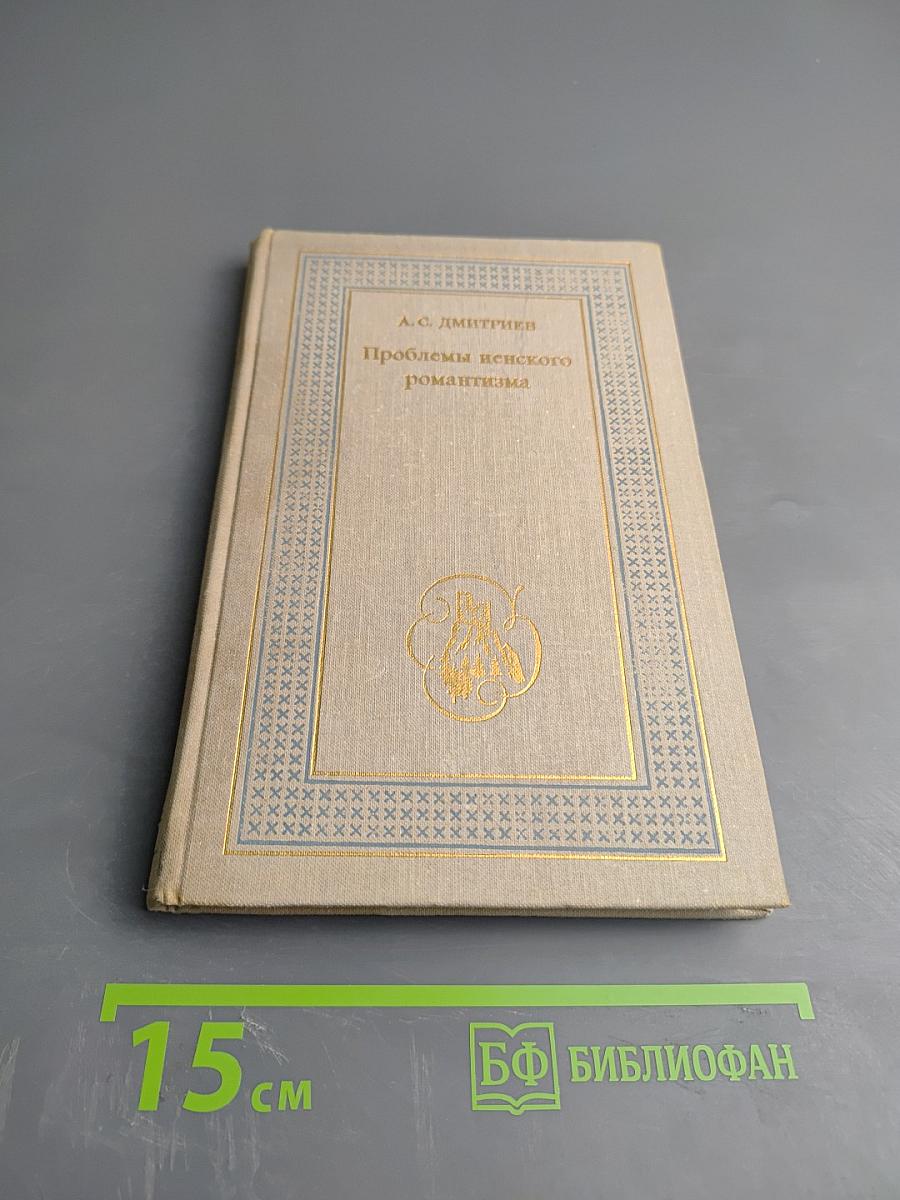 А. С. ДМИТРИЕВ
Проблемы иенского
романтизма
15 см
БФ БИБЛИОФАН